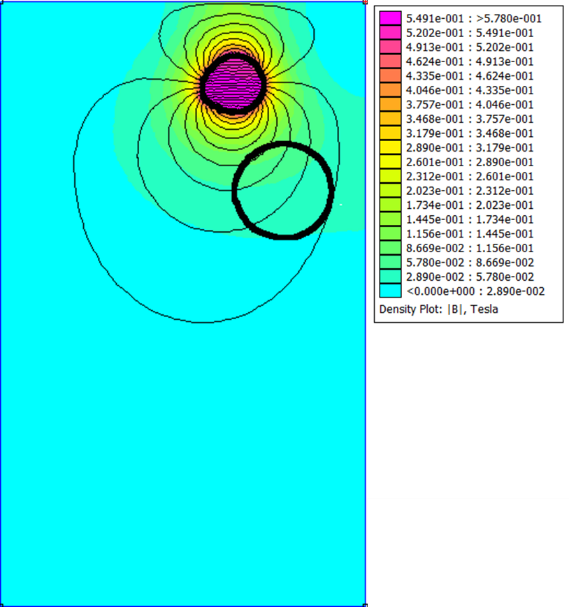 5.491e-001 : >5.780e-001
5.202e-001 : 5.491e-001
4.913e-001 : 5.202e-001
4.624e-001 : 4.913e-001
4.335e-001 : 4.624e-001
4.046e-001 : 4.335e-001
3.757e-001 : 4.046e-001
3.468e-001 : 3.757e-001
3.179e-001 : 3.468e-001
2.890e-001 : 3.179e-001
2.601e-001 : 2.890e-001
2.312e-001 : 2.601e-001
2.023e-001 : 2.312e-001
1.734e-001 : 2.023e-001
1.445e-001 : 1.734e-001
1.156e-001 : 1.445e-001
8.669e-002 : 1.156e-001
5.780e-002 : 8.669e-002
2.890e-002 : 5.780e-002
<0.000e+000 : 2.890e-002
Density Plot: |B|, Tesla